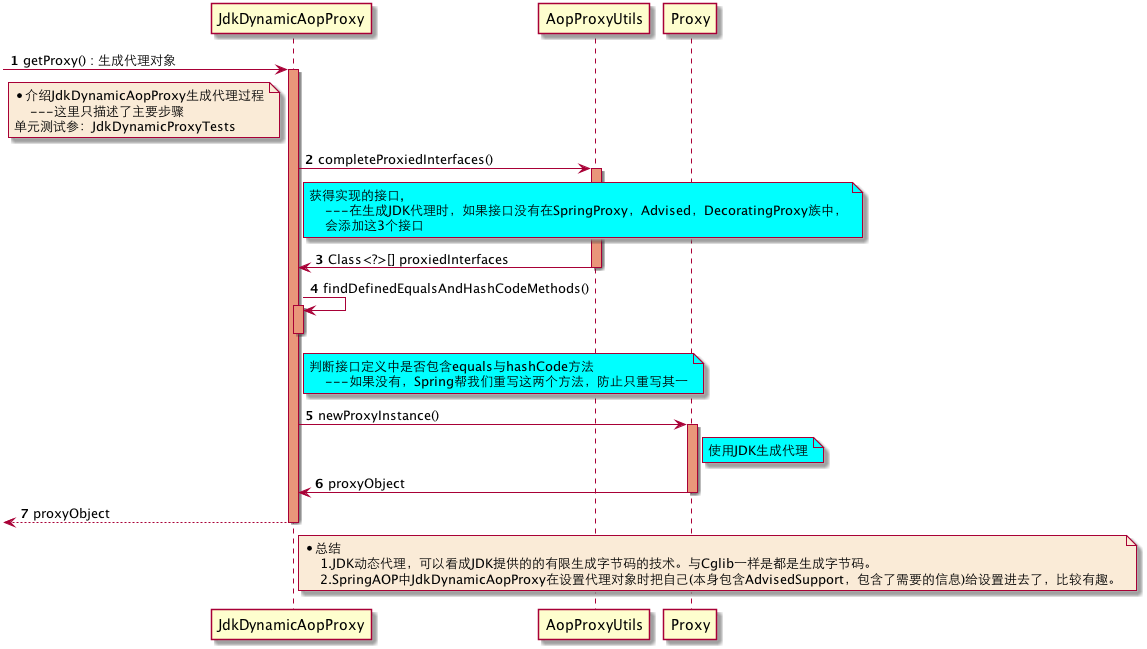 JdkDynamicAopProxy AopProxyUtils Proxy
1 getProxy() : 生成代理对象
•介绍JdkDynamicAopProxy生成代理过程
---这里只描述了主要步骤
单元测试参：JdkDynamicProxyTests
2 completeProxiedInterfaces()
获得实现的接口，
---在生成JDK代理时，如果接口没有在SpringProxy，Advised，DecoratingProxy族中，
会添加这3个接口
3 Class<?>[] proxiedInterfaces
4 findDefinedEqualsAndHashCodeMethods()
判断接口定义中是否包含equals与hashCode方法
---如果没有，Spring帮我们重写这两个方法，防止只重写其一
5 newProxyInstance()
使用JDK生成代理
6 proxyObject
7 proxyObject
•总结
1.JDK动态代理，可以看成JDK提供的的有限生成字节码的技术。与Cglib一样是都是生成字节码。
2.SpringAOP中JdkDynamicAopProxy在设置代理对象时把自己(本身包含AdvisedSupport，包含了需要的信息)给设置进去了，比较有趣。
JdkDynamicAopProxy AopProxyUtils Proxy